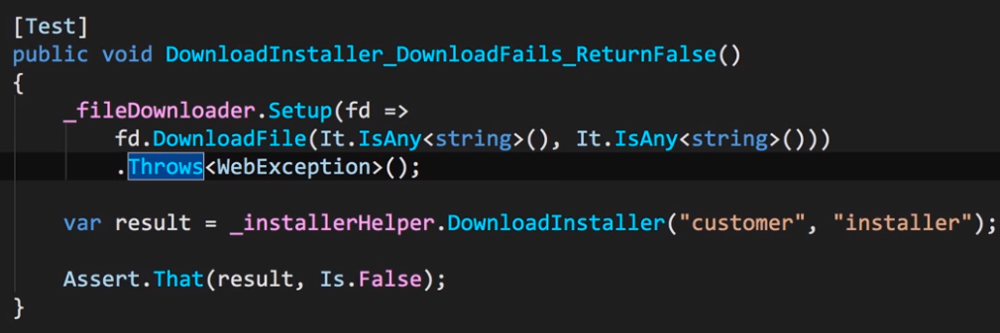 [Test]
public void DownloadInstaller_DownloadFails_ReturnFalse()
{
_fileDownloader.Setup(fd =>
fd.DownloadFile(It.IsAny<string>(), It.IsAny<string>()))
.Throws<WebException>();
var result = _installerHelper.DownloadInstaller("customer", "installer");
Assert.That(result, Is.False);
}